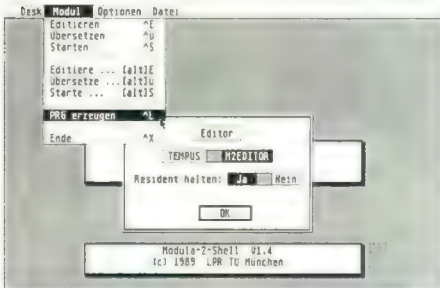 Desk Modul Optionen Datei
Editieren ^E
Übersetzen ^U
Starten ^S
Editiere ... [alt]E
Übersetze ... [alt]U
Starte ... [alt]S
PRG erzeugen ^L
Ende ^X
Editor
TEMPUS M2EDITOR
Resident halten: Ja Nein
OK
Modula-2-Shell V1.4
(c) 1989 LPR TU München